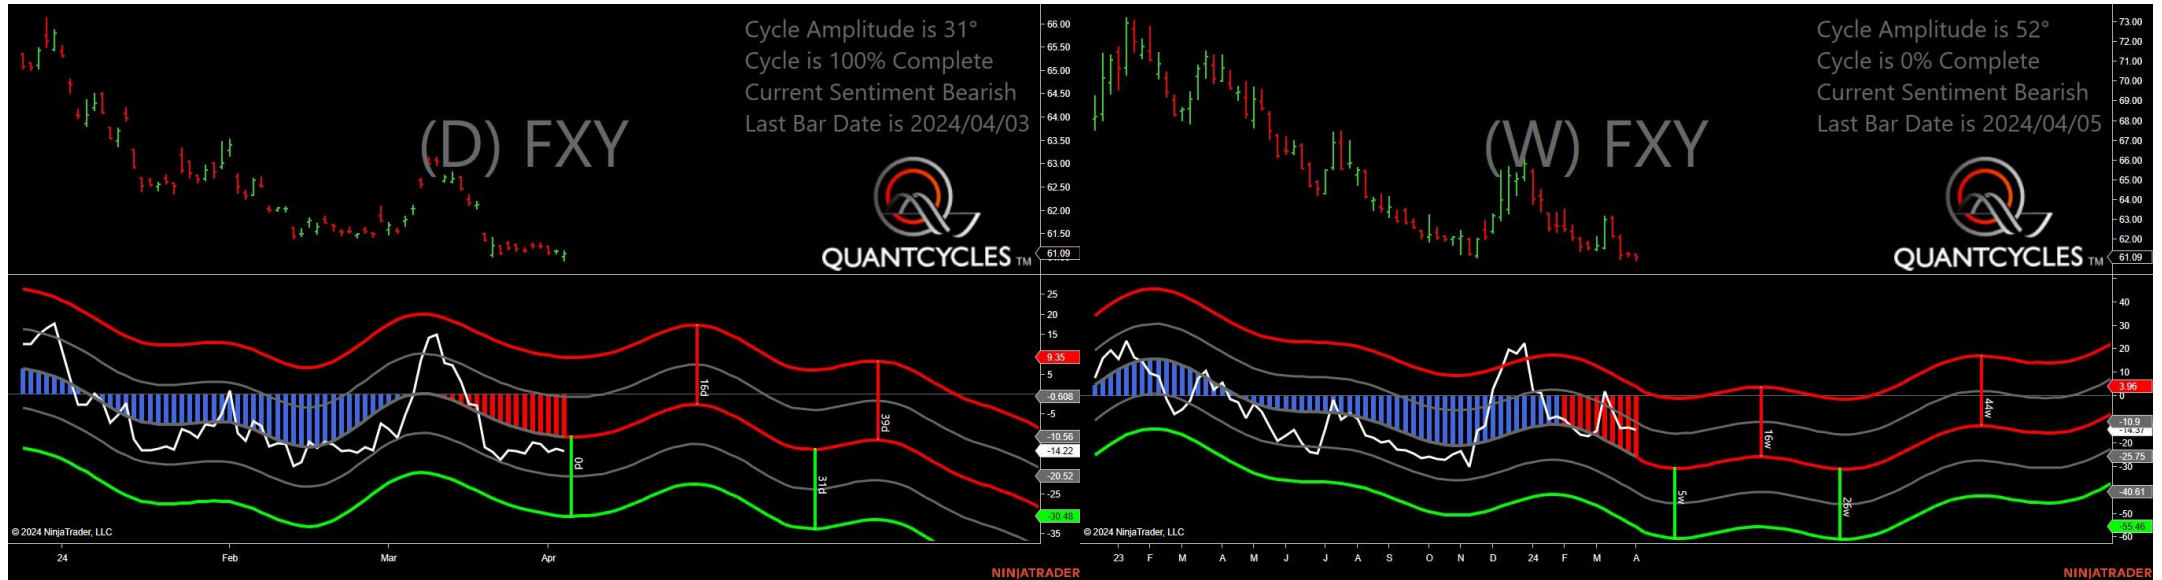 Cycle Amplitude is 31°
Cycle is 100% Complete
Current Sentiment Bearish
Last Bar Date is 2024/04/03
(D) FXY
QUANTCYCLES TM
66.00
65.50
65.00
64.50
64.00
63.50
63.00
62.50
62.00
61.50
61.09
25
20
15
9.35
5
-0.608
-5
-10.56
-14.22
-20.52
-25
-30.48
-35
0d
16d
31d
39d
© 2024 NinjaTrader, LLC
24 Feb Mar Apr
NINJATRADER
Cycle Amplitude is 52°
Cycle is 0% Complete
Current Sentiment Bearish
Last Bar Date is 2024/04/05
(W) FXY
QUANTCYCLES TM
73.00
72.00
71.00
70.00
69.00
68.00
67.00
66.00
65.00
64.00
63.00
62.00
61.09
40
30
20
10
3.96
0
-10.9
-14.37
-20
-25.75
-30
-40.61
-50
-55.46
-60
5w
16w
26w
44w
© 2024 NinjaTrader, LLC
23 F M A M J J A S O N D 24 F M A
NINJATRADER